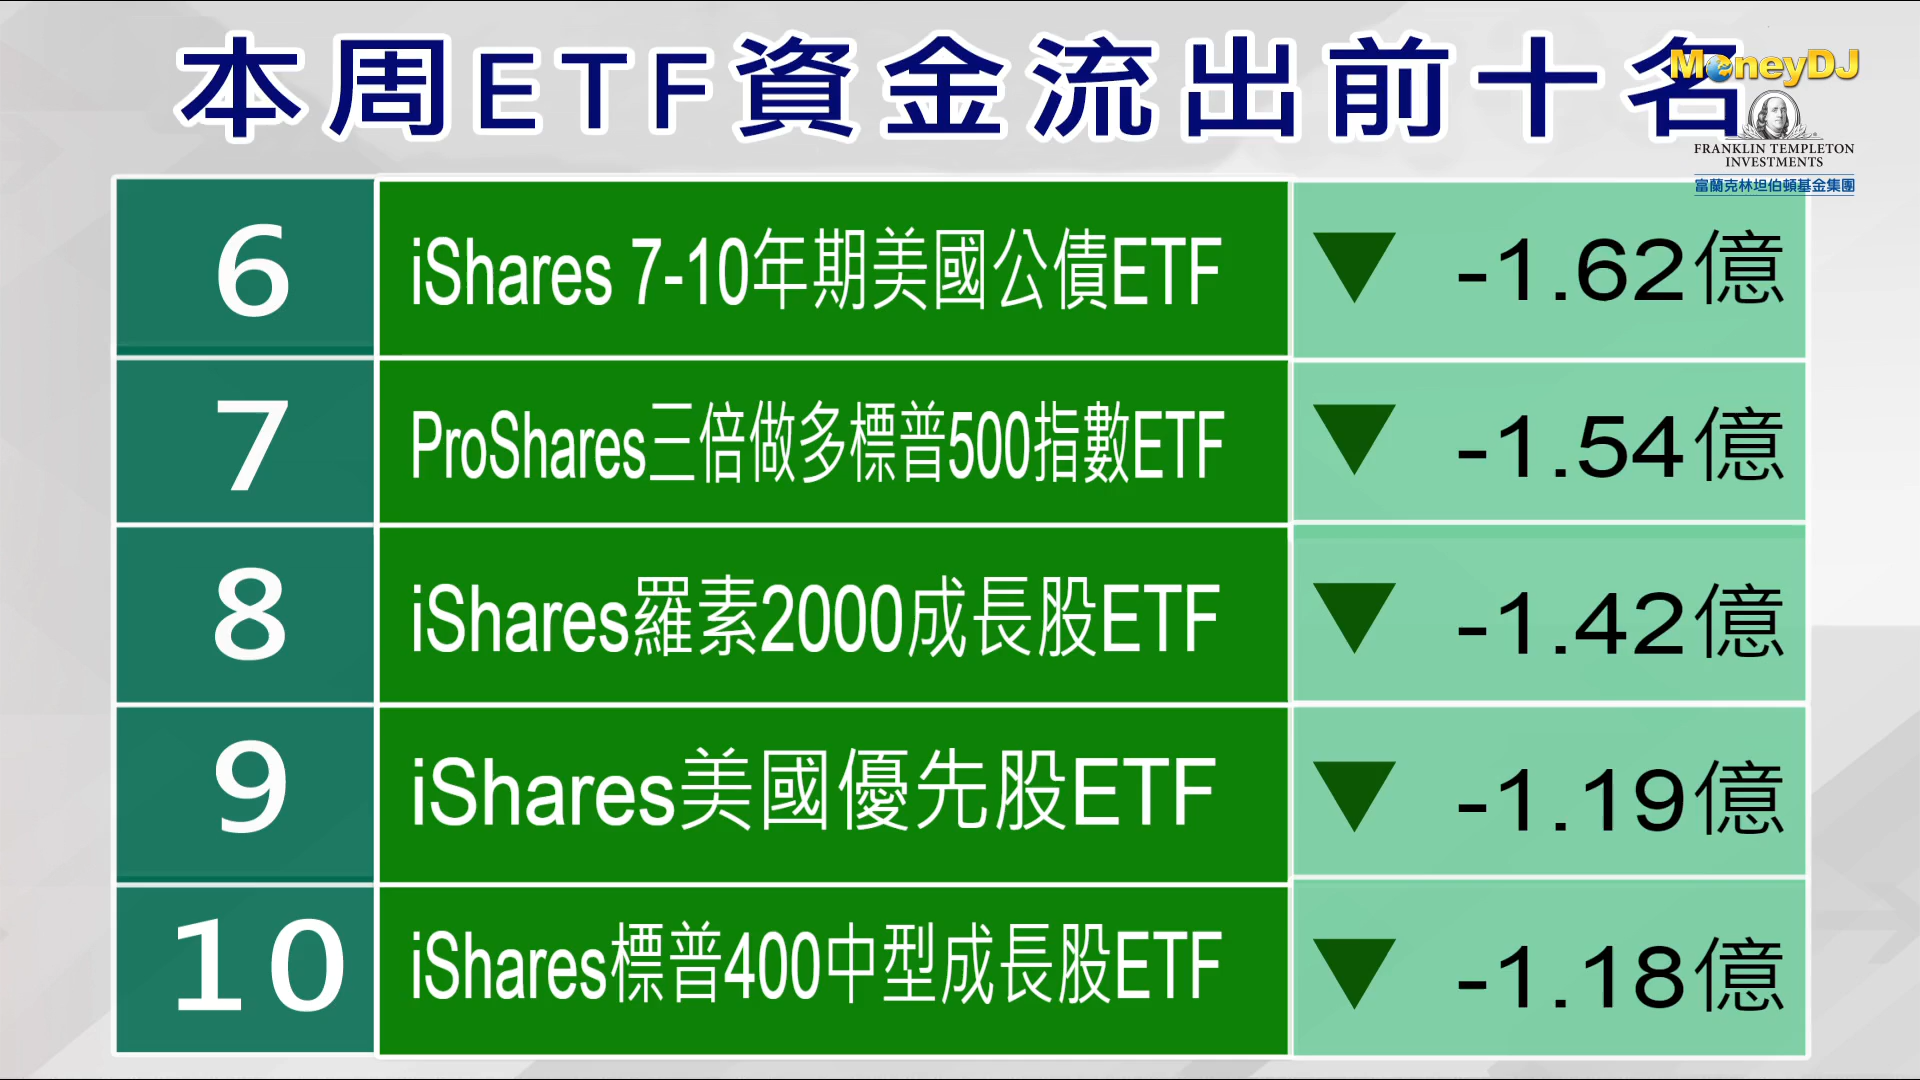 本周ETF資金流出前十名
MoneyDJ
FRANKLIN TEMPLETON
INVESTMENTS
富蘭克林坦伯頓基金集團
6 iShares 7-10年期美國公債ETF ▼ -1.62億
7 ProShares三倍做多標普500指數ETF ▼ -1.54億
8 iShares羅素2000成長股ETF ▼ -1.42億
9 iShares美國優先股ETF ▼ -1.19億
10 iShares標普400中型成長股ETF ▼ -1.18億